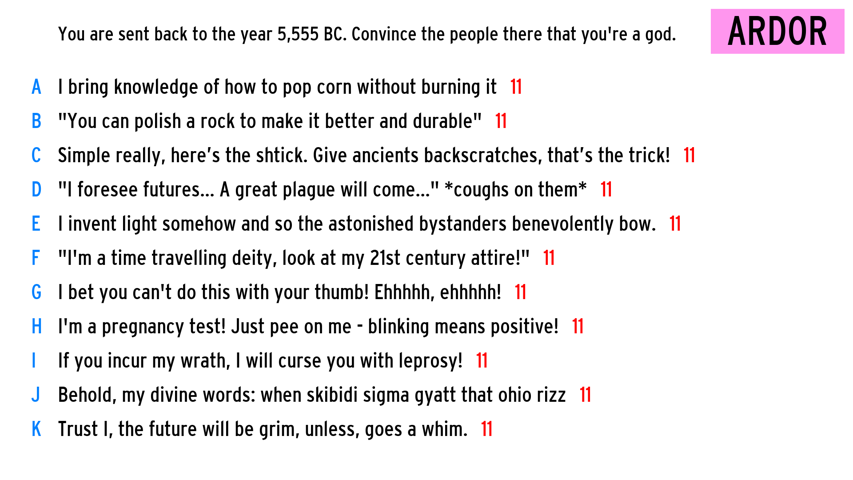 You are sent back to the year 5,555 BC. Convince the people there that you're a god.
ARDOR
A I bring knowledge of how to pop corn without burning it 11
B "You can polish a rock to make it better and durable" 11
C Simple really, here’s the shtick. Give ancients backscratches, that’s the trick! 11
D "I foresee futures... A great plague will come..." *coughs on them* 11
E I invent light somehow and so the astonished bystanders benevolently bow. 11
F "I'm a time travelling deity, look at my 21st century attire!" 11
G I bet you can't do this with your thumb! Ehhhhh, ehhhhh! 11
H I'm a pregnancy test! Just pee on me - blinking means positive! 11
I If you incur my wrath, I will curse you with leprosy! 11
J Behold, my divine words: when skibidi sigma gyatt that ohio rizz 11
K Trust I, the future will be grim, unless, goes a whim. 11